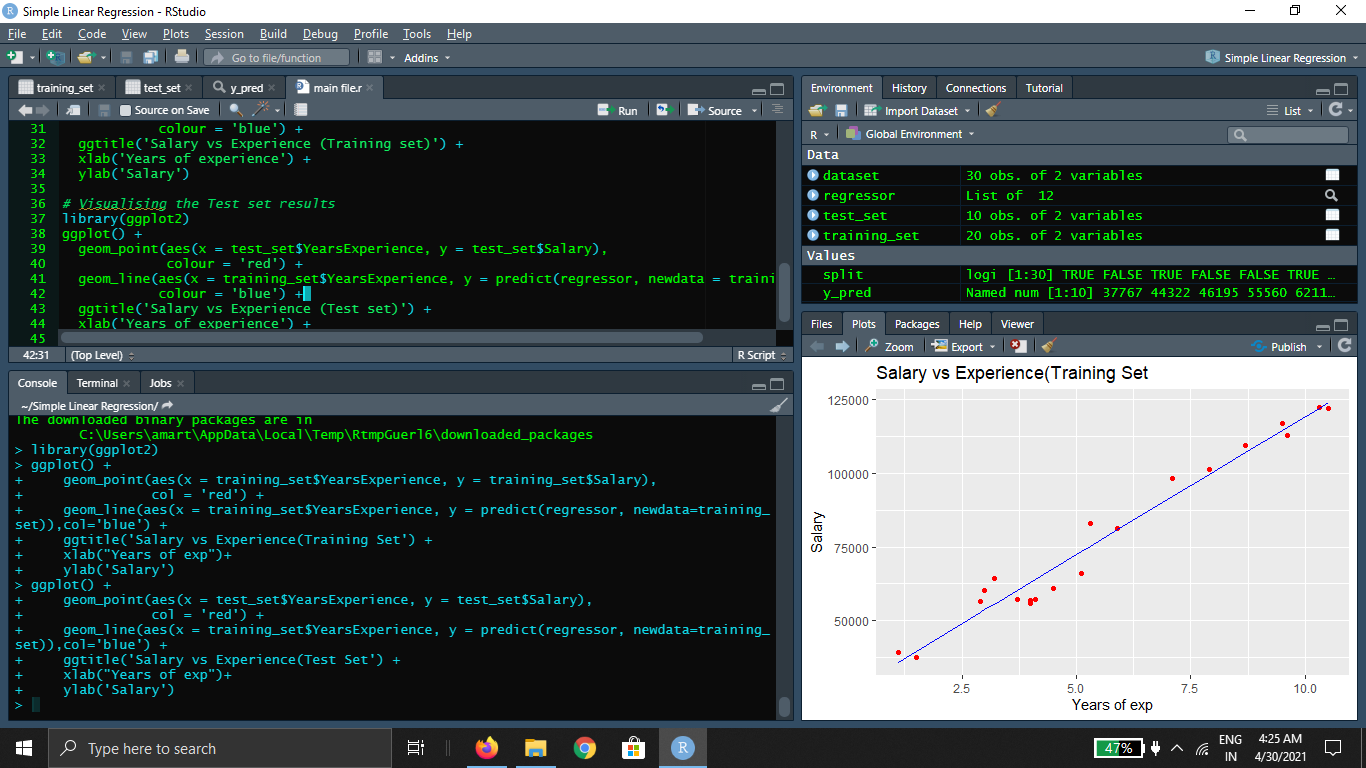 Simple Linear Regression - RStudio
File Edit Code View Plots Session Build Debug Profile Tools Help
Go to file/function Addins Simple Linear Regression
training_set test_set y_pred main file.r
Source on Save Run Source
31 colour = 'blue') +
32 ggtitle('Salary vs Experience (Training set)') +
33 xlab('Years of experience') +
34 ylab('Salary')
35
36 # Visualising the Test set results
37 library(ggplot2)
38 ggplot() +
39 geom_point(aes(x = test_set$YearsExperience, y = test_set$Salary),
40 colour = 'red') +
41 geom_line(aes(x = training_set$YearsExperience, y = predict(regressor, newdata = traini
42 colour = 'blue') +
43 ggtitle('Salary vs Experience (Test set)') +
44 xlab('Years of experience') +
45
42:31 (Top Level) R Script
Console Terminal Jobs
~/Simple Linear Regression/
The downloaded binary packages are in
C:\Users\amart\AppData\Local\Temp\RtmpGuerl6\downloaded_packages
> library(ggplot2)
> ggplot() +
+ geom_point(aes(x = training_set$YearsExperience, y = training_set$Salary),
+ col = 'red') +
+ geom_line(aes(x = training_set$YearsExperience, y = predict(regressor, newdata=training_
set)),col='blue') +
+ ggtitle('Salary vs Experience(Training Set') +
+ xlab("Years of exp")+
+ ylab('Salary')
> ggplot() +
+ geom_point(aes(x = test_set$YearsExperience, y = test_set$Salary),
+ col = 'red') +
+ geom_line(aes(x = training_set$YearsExperience, y = predict(regressor, newdata=training_
set)),col='blue') +
+ ggtitle('Salary vs Experience(Test Set') +
+ xlab("Years of exp")+
+ ylab('Salary')
>
Environment History Connections Tutorial
Import Dataset List
R Global Environment
Data
dataset 30 obs. of 2 variables
regressor List of 12
test_set 10 obs. of 2 variables
training_set 20 obs. of 2 variables
Values
split logi [1:30] TRUE FALSE TRUE FALSE FALSE TRUE …
y_pred Named num [1:10] 37767 44322 46195 55560 6211…
Files Plots Packages Help Viewer
Zoom Export Publish
Salary vs Experience(Training Set
125000
100000
75000
50000
Salary
2.5 5.0 7.5 10.0
Years of exp
Type here to search
R
47%
ENG
IN
4:25 AM
4/30/2021